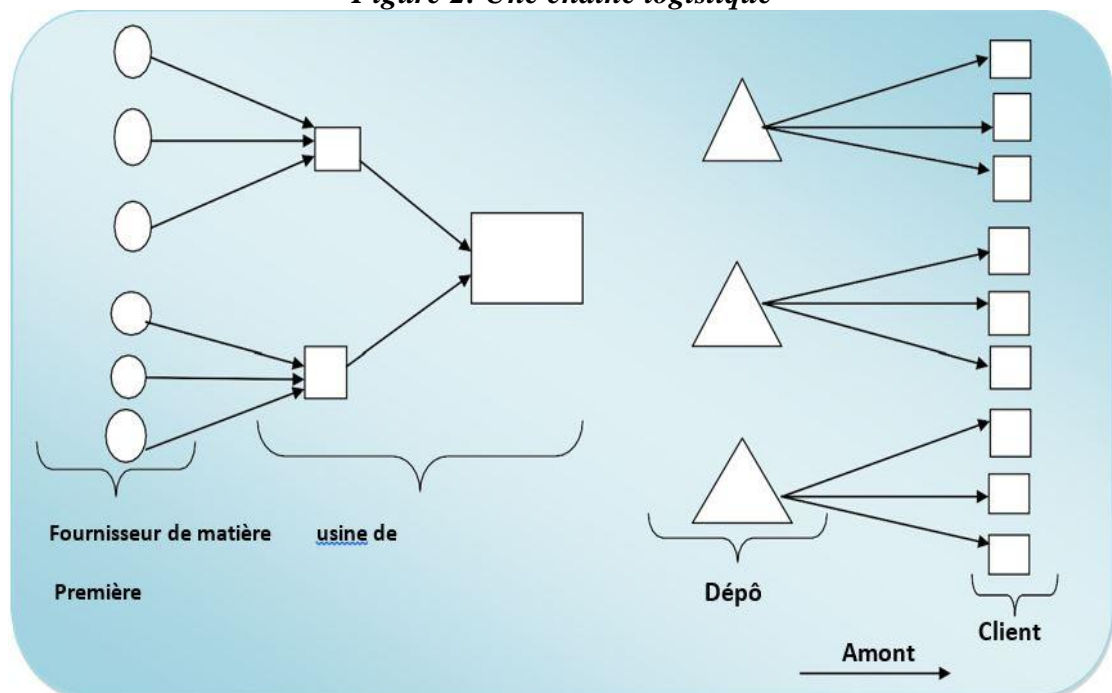 Figure 2: Une chaîne logistique
Fournisseur de matière
Première
usine de
Dépô
Client
Amont